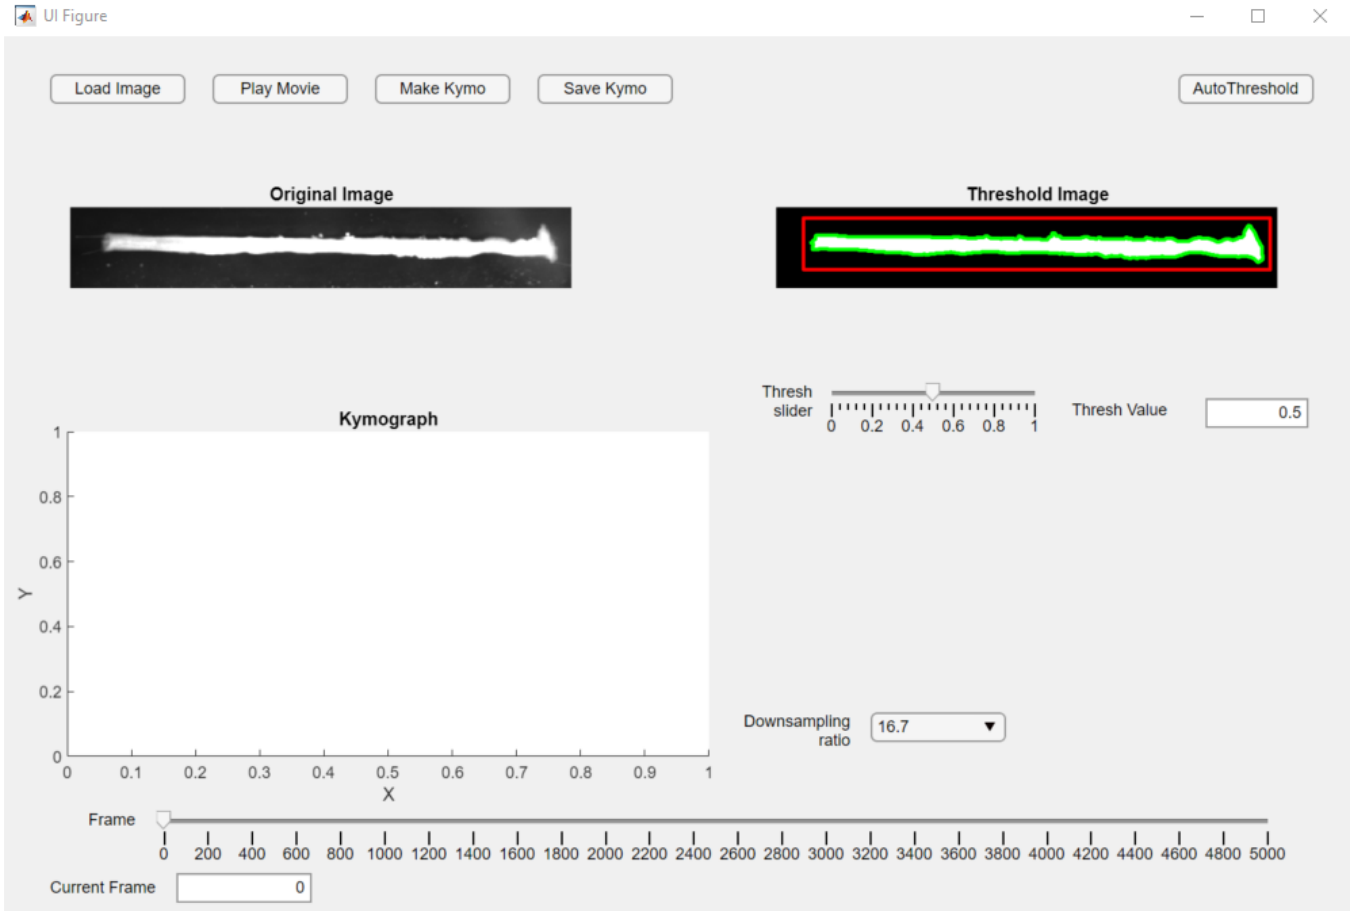 UI Figure
Load Image Play Movie Make Kymo Save Kymo AutoThreshold
Original Image
Threshold Image
Thresh
slider
0 0.2 0.4 0.6 0.8 1
Thresh Value 0.5
Kymograph
1
0.8
0.6
0.4
0.2
0
Y
0 0.1 0.2 0.3 0.4 0.5 0.6 0.7 0.8 0.9 1
X
Downsampling
ratio
16.7
Frame
0 200 400 600 800 1000 1200 1400 1600 1800 2000 2200 2400 2600 2800 3000 3200 3400 3600 3800 4000 4200 4400 4600 4800 5000
Current Frame 0